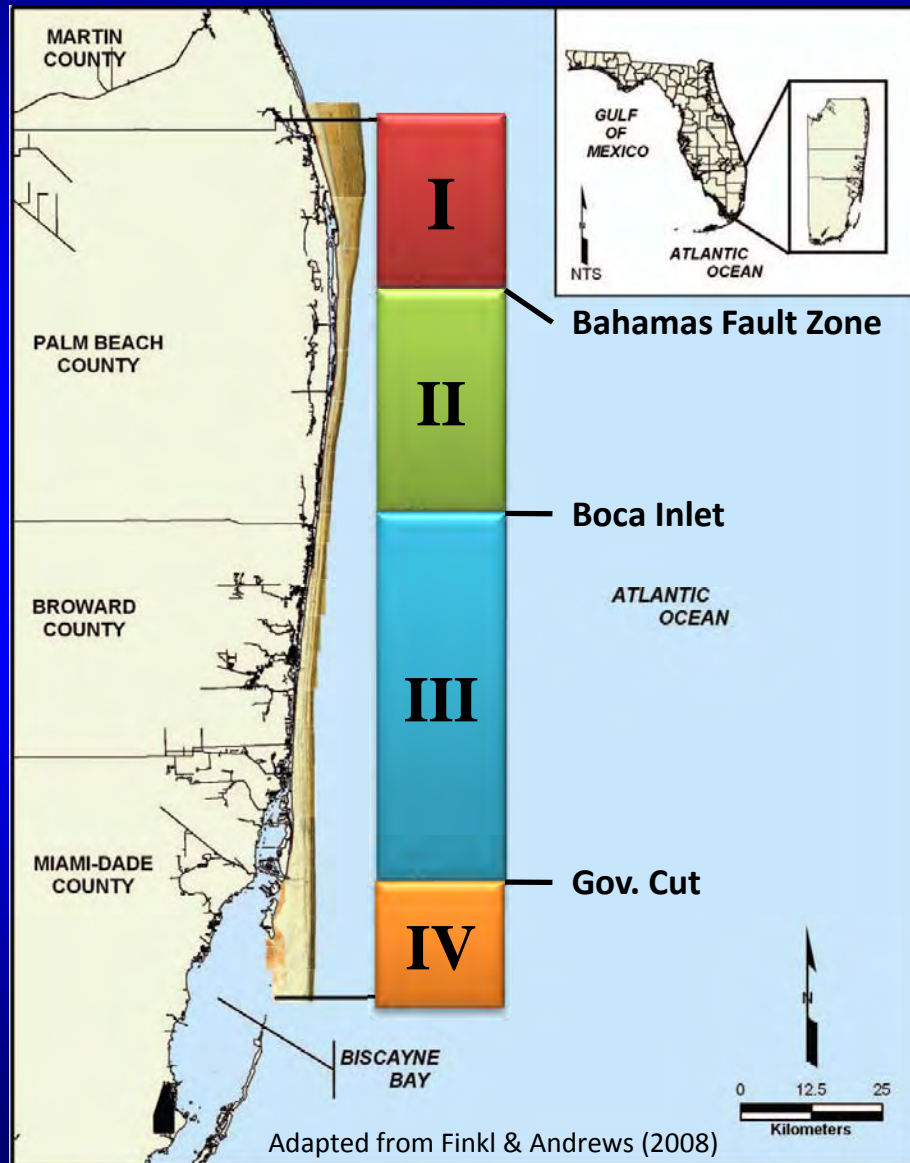 MARTIN
COUNTY
PALM BEACH
COUNTY
BROWARD
COUNTY
MIAMI-DADE
COUNTY
BISCAYNE
BAY
I
II
III
IV
Bahamas Fault Zone
Boca Inlet
Gov. Cut
ATLANTIC
OCEAN
GULF
OF
MEXICO
ATLANTIC
OCEAN
N
NTS
N
0 12.5 25
Kilometers
Adapted from Finkl & Andrews (2008)